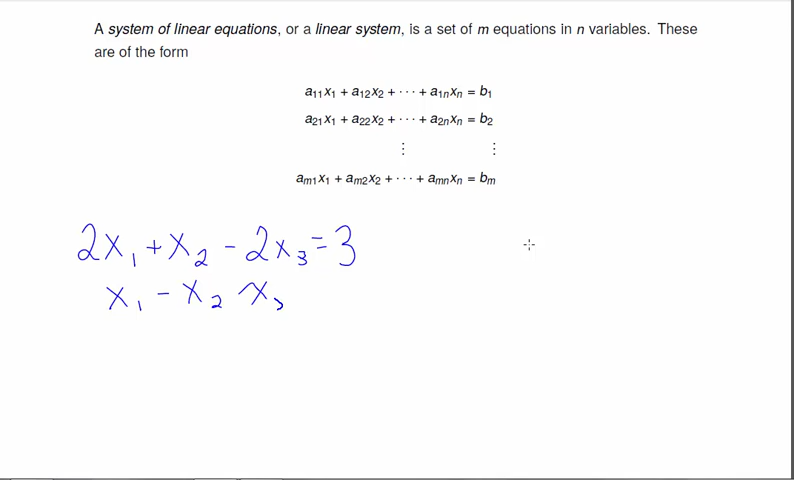 A system of linear equations, or a linear system, is a set of m equations in n variables. These
are of the form
a₁₁x₁ + a₁₂x₂ + ··· + a₁ₙxₙ = b₁
a₂₁x₁ + a₂₂x₂ + ··· + a₂ₙxₙ = b₂
⋮ ⋮
aₘ₁x₁ + aₘ₂x₂ + ··· + aₘₙxₙ = bₘ
2x₁ + x₂ - 2x₃ = 3
x₁ - x₂ x